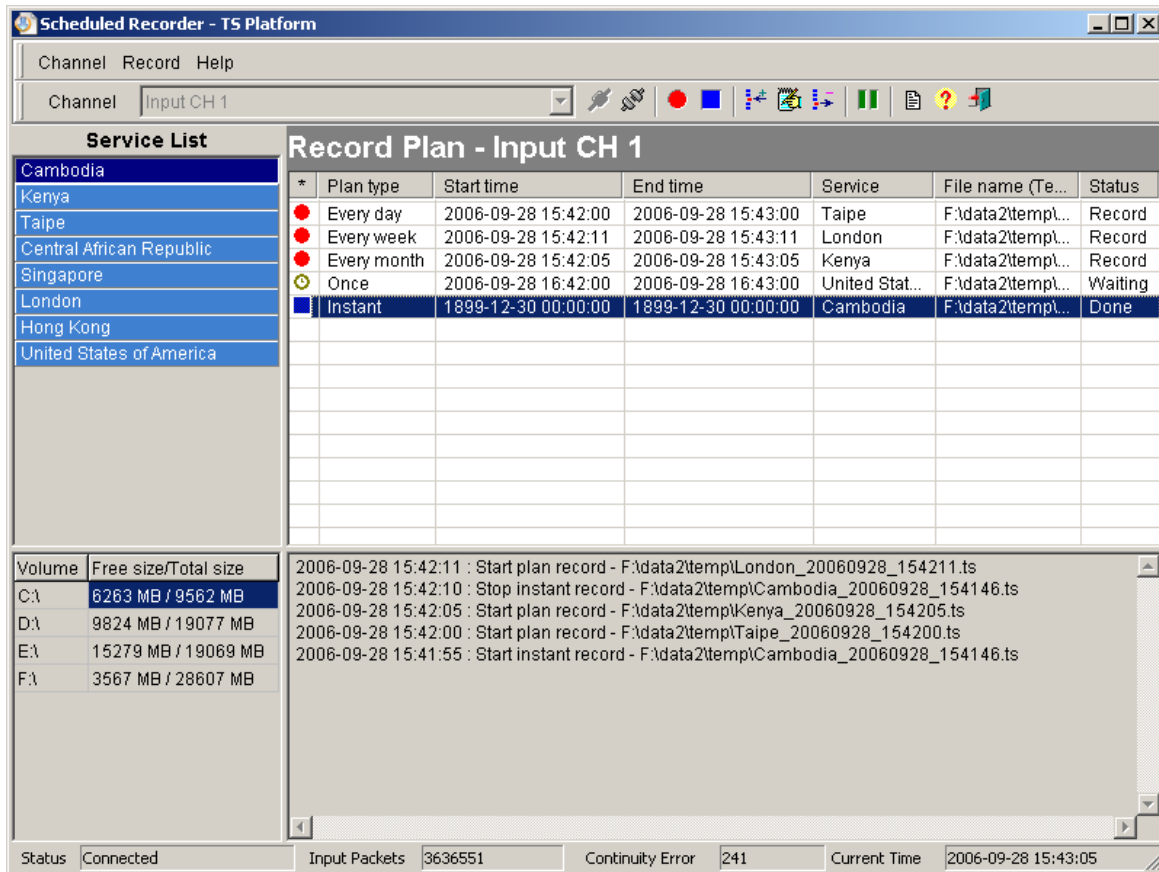 Scheduled Recorder - TS Platform
Channel Record Help
Channel Input CH 1
Service List
Cambodia
Kenya
Taipe
Central African Republic
Singapore
London
Hong Kong
United States of America
Record Plan - Input CH 1
* Plan type Start time End time Service File name (Te... Status
Every day 2006-09-28 15:42:00 2006-09-28 15:43:00 Taipe F:\data2\temp\... Record
Every week 2006-09-28 15:42:11 2006-09-28 15:43:11 London F:\data2\temp\... Record
Every month 2006-09-28 15:42:05 2006-09-28 15:43:05 Kenya F:\data2\temp\... Record
Once 2006-09-28 16:42:00 2006-09-28 16:43:00 United Stat... F:\data2\temp\... Waiting
Instant 1899-12-30 00:00:00 1899-12-30 00:00:00 Cambodia F:\data2\temp\... Done
Volume Free size/Total size
C:\ 6263 MB / 9562 MB
D:\ 9824 MB / 19077 MB
E:\ 15279 MB / 19069 MB
F:\ 3567 MB / 28607 MB
2006-09-28 15:42:11 : Start plan record - F:\data2\temp\London_20060928_154211.ts
2006-09-28 15:42:10 : Stop instant record - F:\data2\temp\Cambodia_20060928_154146.ts
2006-09-28 15:42:05 : Start plan record - F:\data2\temp\Kenya_20060928_154205.ts
2006-09-28 15:42:00 : Start plan record - F:\data2\temp\Taipe_20060928_154200.ts
2006-09-28 15:41:55 : Start instant record - F:\data2\temp\Cambodia_20060928_154146.ts
Status Connected Input Packets 3636551 Continuity Error 241 Current Time 2006-09-28 15:43:05